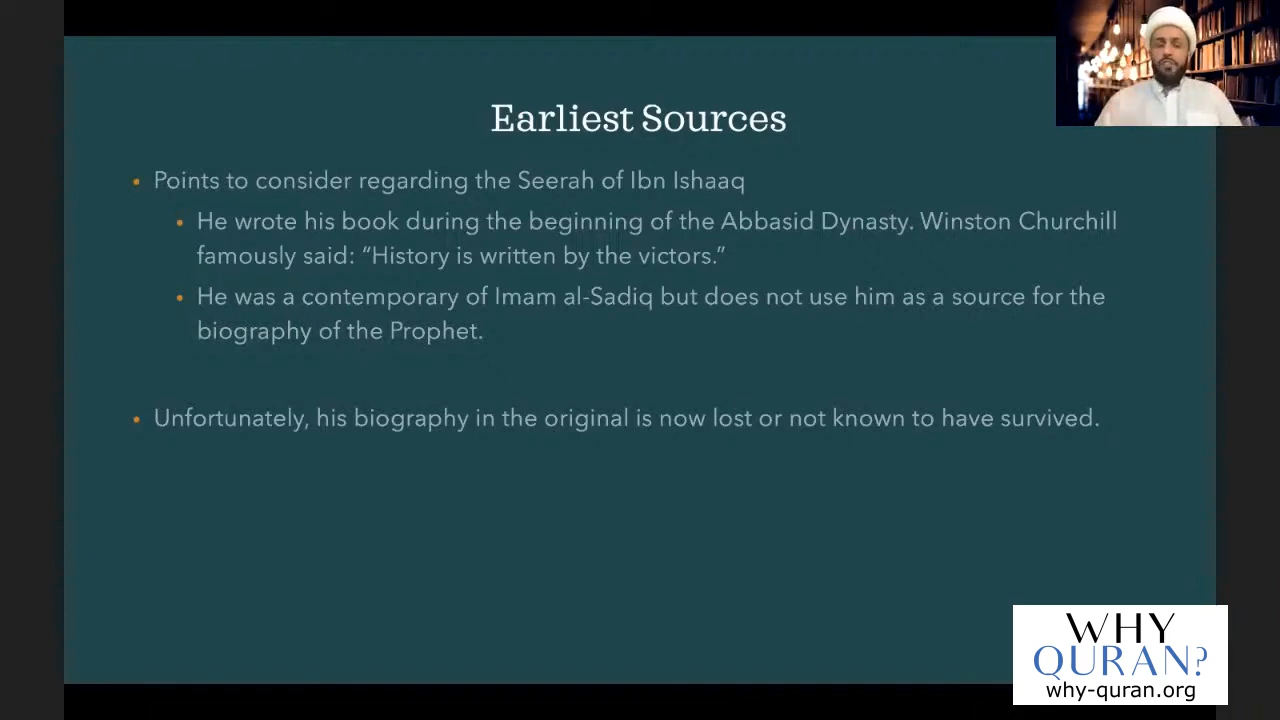 Earliest Sources
• Points to consider regarding the Seerah of Ibn Ishaaq
• He wrote his book during the beginning of the Abbasid Dynasty. Winston Churchill
famously said: “History is written by the victors.”
• He was a contemporary of Imam al-Sadiq but does not use him as a source for the
biography of the Prophet.
• Unfortunately, his biography in the original is now lost or not known to have survived.
WHY
QURAN?
why-quran.org